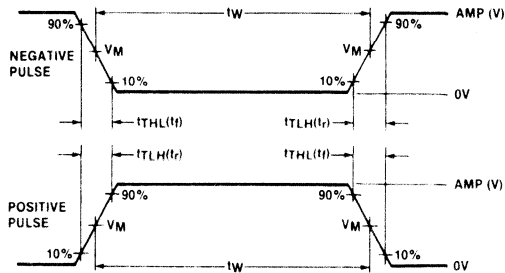 tW
90%
90%
AMP (V)
NEGATIVE
PULSE
VM
VM
10%
10%
0V
tTHL(tf)
tTLH(tr)
tTLH(tr)
tTHL(tf)
AMP (V)
90%
90%
POSITIVE
PULSE
VM
VM
10%
10%
tW
0V